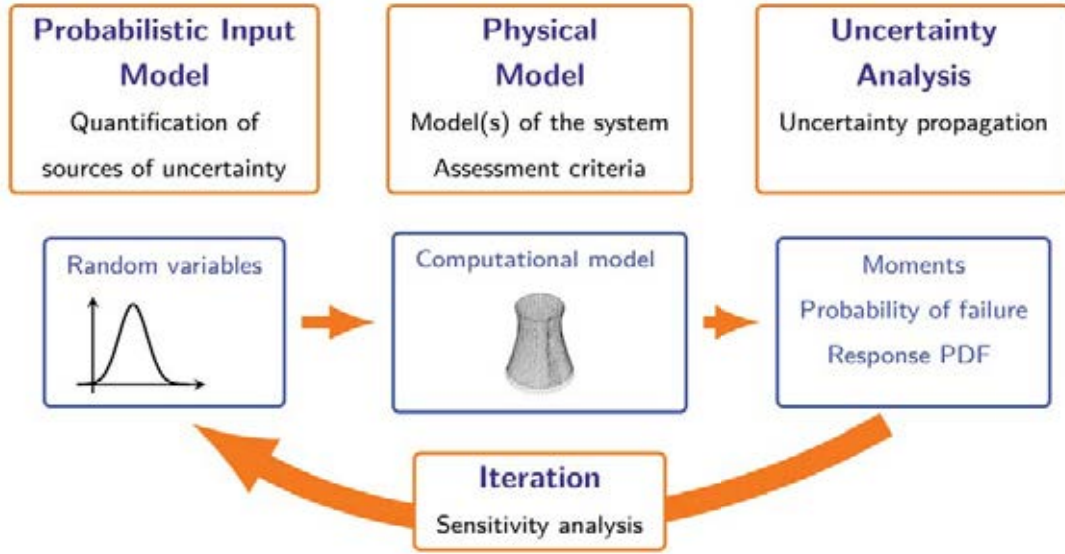 Probabilistic Input
Model
Quantification of
sources of uncertainty
Physical
Model
Model(s) of the system
Assessment criteria
Uncertainty
Analysis
Uncertainty propagation
Random variables
Computational model
Moments
Probability of failure
Response PDF
Iteration
Sensitivity analysis